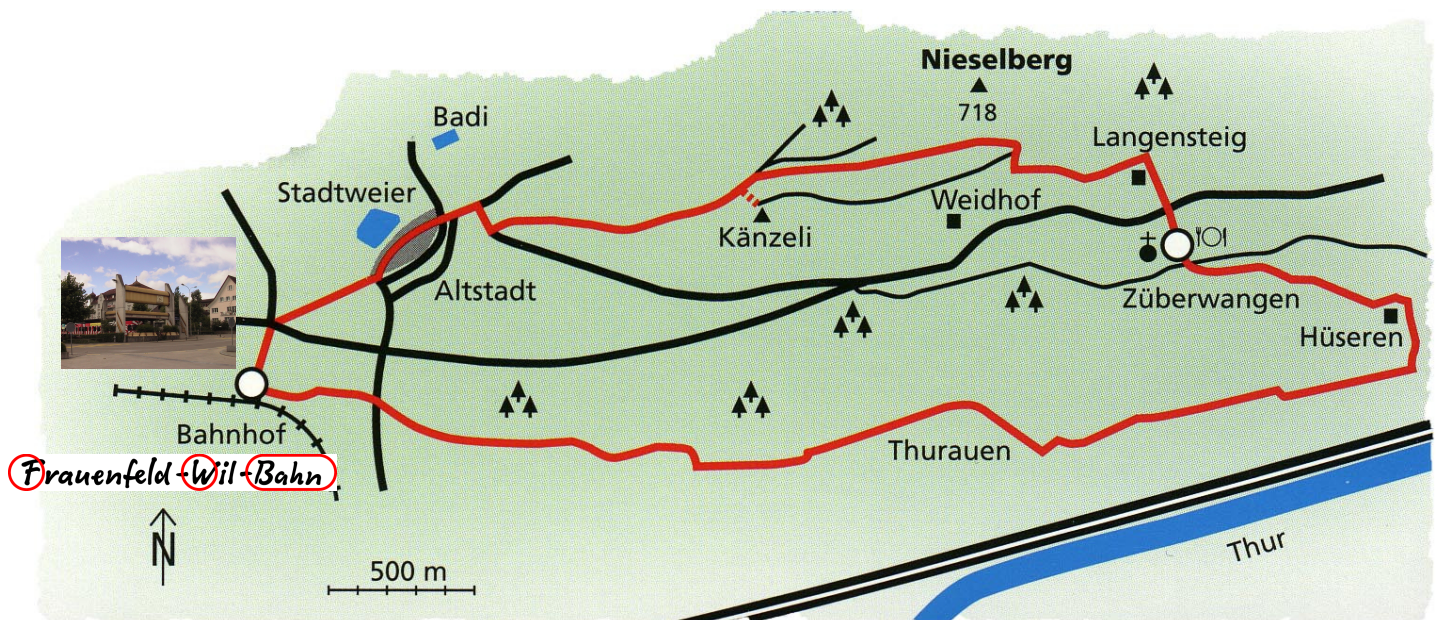 Nieselberg
718
Badi
Langensteig
Stadtweier
Weidhof
Känzeli
Altstadt
Züberwangen
Hüseren
Bahnhof
Thurauen
Frauenfeld-Wil-Bahn
N
500 m
Thur